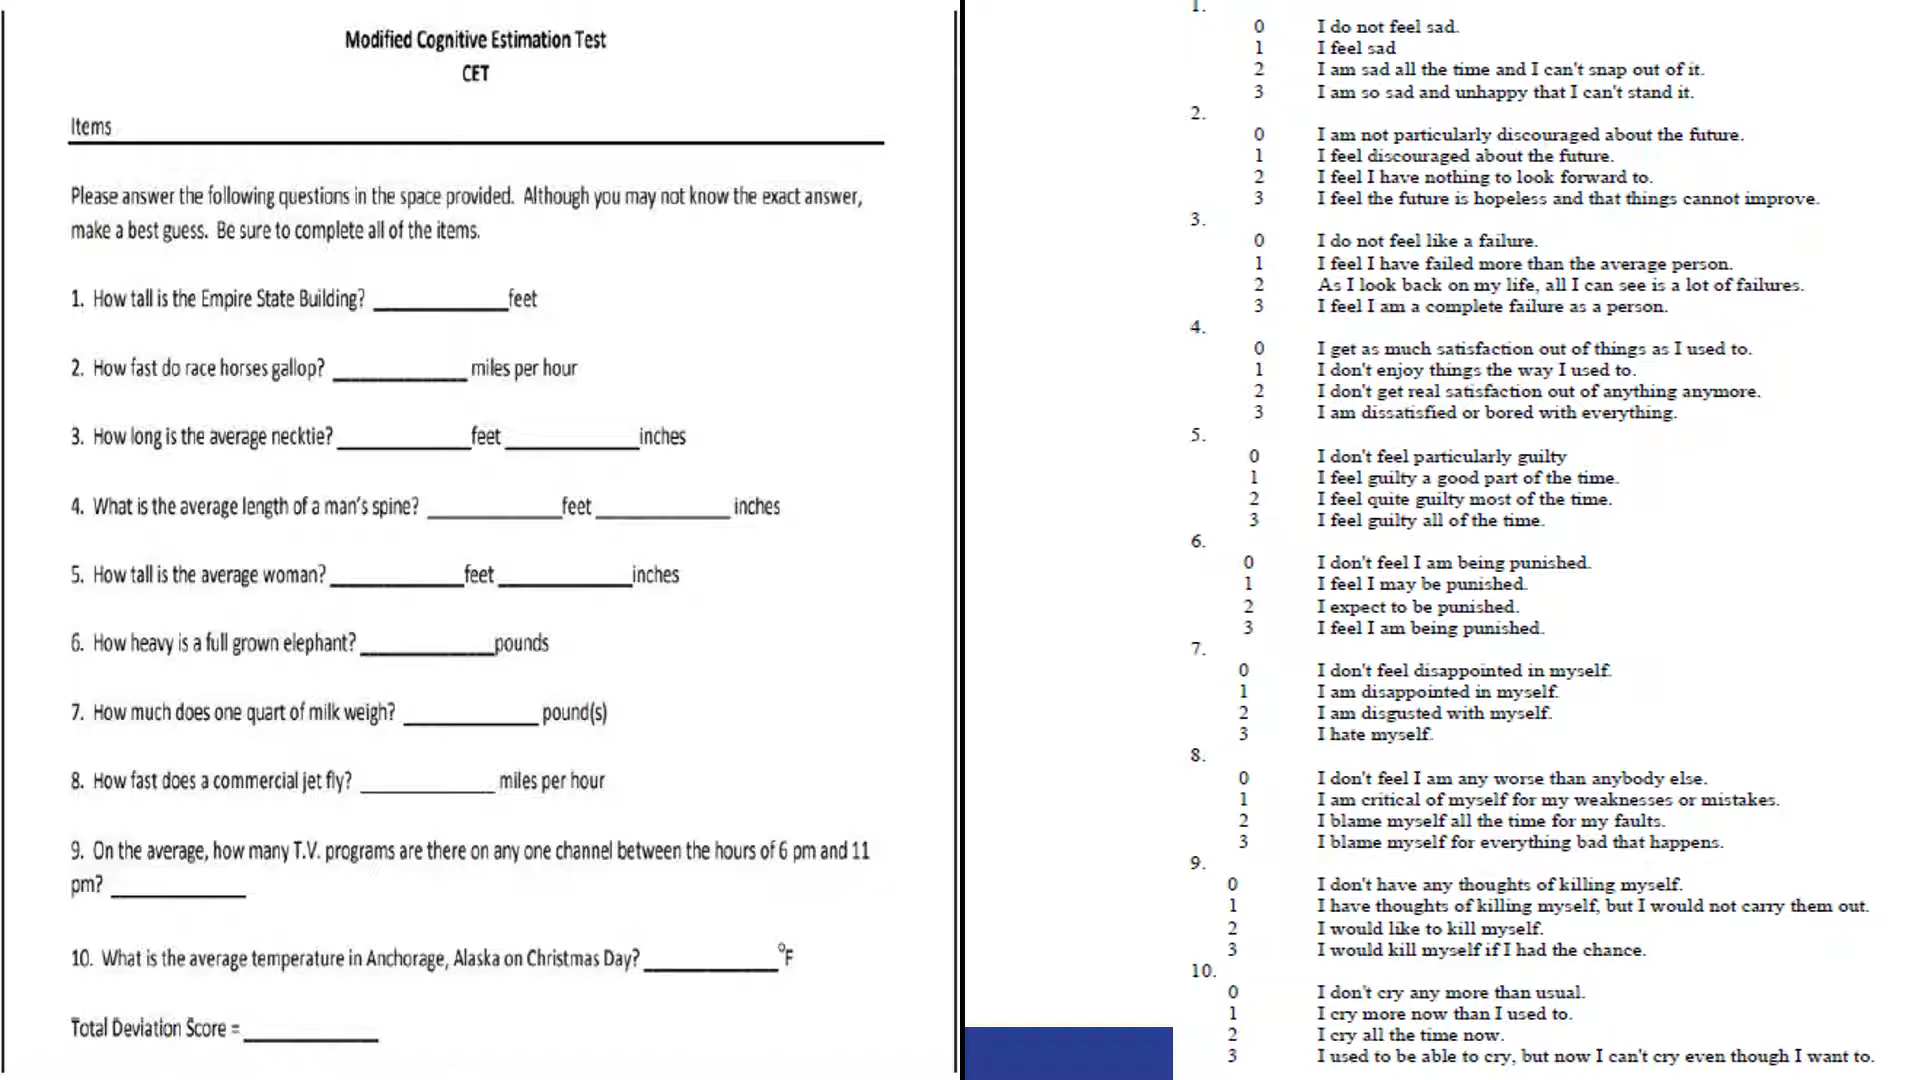 Modified Cognitive Estimation Test
CET
Items
Please answer the following questions in the space provided. Although you may not know the exact answer,
make a best guess. Be sure to complete all of the items.
1. How tall is the Empire State Building? ____________feet
2. How fast do race horses gallop? ____________ miles per hour
3. How long is the average necktie? ____________feet ____________inches
4. What is the average length of a man's spine? ____________feet ____________ inches
5. How tall is the average woman? ____________feet ____________inches
6. How heavy is a full grown elephant? ____________pounds
7. How much does one quart of milk weigh? ____________ pound(s)
8. How fast does a commercial jet fly? ____________ miles per hour
9. On the average, how many T.V. programs are there on any one channel between the hours of 6 pm and 11
pm? ____________
10. What is the average temperature in Anchorage, Alaska on Christmas Day? ____________°F
Total Deviation Score = ____________
1.
0 I do not feel sad.
1 I feel sad
2 I am sad all the time and I can't snap out of it.
3 I am so sad and unhappy that I can't stand it.
2.
0 I am not particularly discouraged about the future.
1 I feel discouraged about the future.
2 I feel I have nothing to look forward to.
3 I feel the future is hopeless and that things cannot improve.
3.
0 I do not feel like a failure.
1 I feel I have failed more than the average person.
2 As I look back on my life, all I can see is a lot of failures.
3 I feel I am a complete failure as a person.
4.
0 I get as much satisfaction out of things as I used to.
1 I don't enjoy things the way I used to.
2 I don't get real satisfaction out of anything anymore.
3 I am dissatisfied or bored with everything.
5.
0 I don't feel particularly guilty
1 I feel guilty a good part of the time.
2 I feel quite guilty most of the time.
3 I feel guilty all of the time.
6.
0 I don't feel I am being punished.
1 I feel I may be punished.
2 I expect to be punished.
3 I feel I am being punished.
7.
0 I don't feel disappointed in myself.
1 I am disappointed in myself.
2 I am disgusted with myself.
3 I hate myself.
8.
0 I don't feel I am any worse than anybody else.
1 I am critical of myself for my weaknesses or mistakes.
2 I blame myself all the time for my faults.
3 I blame myself for everything bad that happens.
9.
0 I don't have any thoughts of killing myself.
1 I have thoughts of killing myself, but I would not carry them out.
2 I would like to kill myself.
3 I would kill myself if I had the chance.
10.
0 I don't cry any more than usual.
1 I cry more now than I used to.
2 I cry all the time now.
3 I used to be able to cry, but now I can't cry even though I want to.